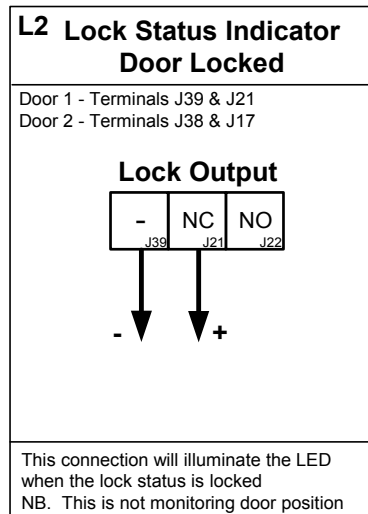 L2 Lock Status Indicator
Door Locked
Door 1 - Terminals J39 & J21
Door 2 - Terminals J38 & J17
Lock Output
- NC NO
J39 J21 J22
- +
This connection will illuminate the LED
when the lock status is locked
NB. This is not monitoring door position